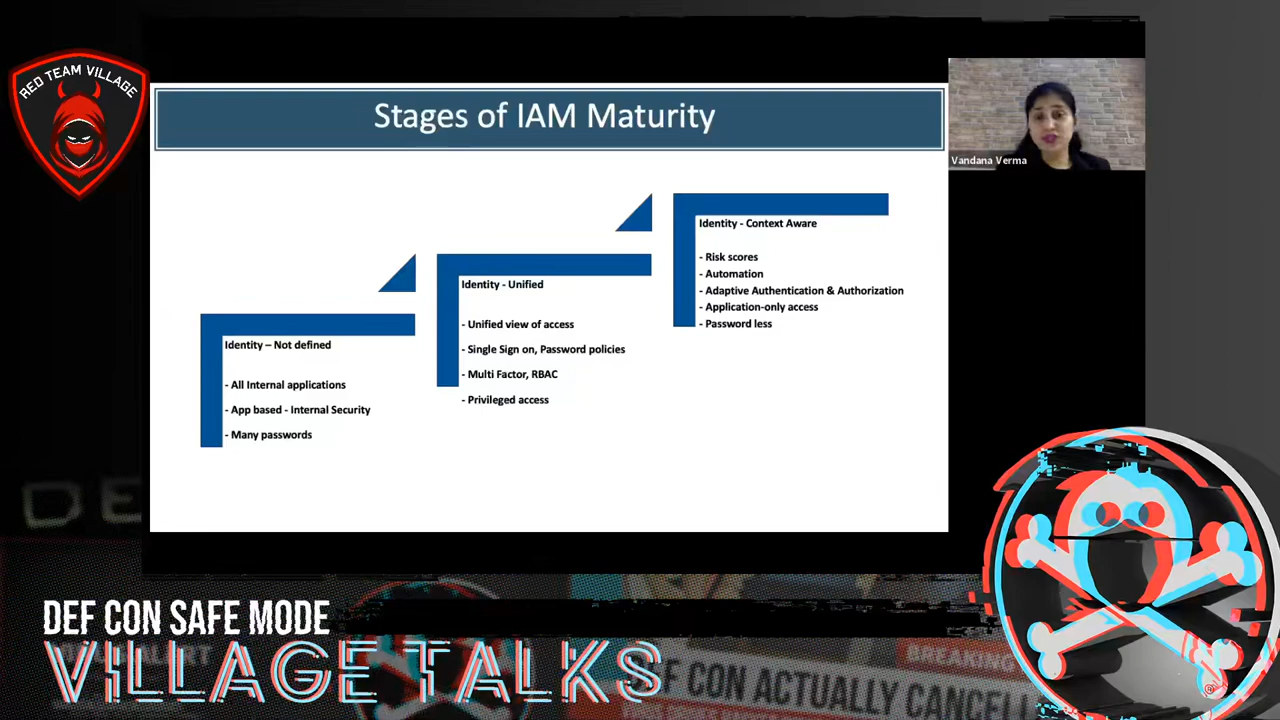 RED TEAM VILLAGE
Stages of IAM Maturity
Vandana Verma
Identity – Not defined
- All Internal applications
- App based - Internal Security
- Many passwords
Identity - Unified
- Unified view of access
- Single Sign on, Password policies
- Multi Factor, RBAC
- Privileged access
Identity - Context Aware
- Risk scores
- Automation
- Adaptive Authentication & Authorization
- Application-only access
- Password less
DEF CON SAFE MODE
VILLAGE TALKS
BREAKING
DEF CON ACTUALLY CANCELL